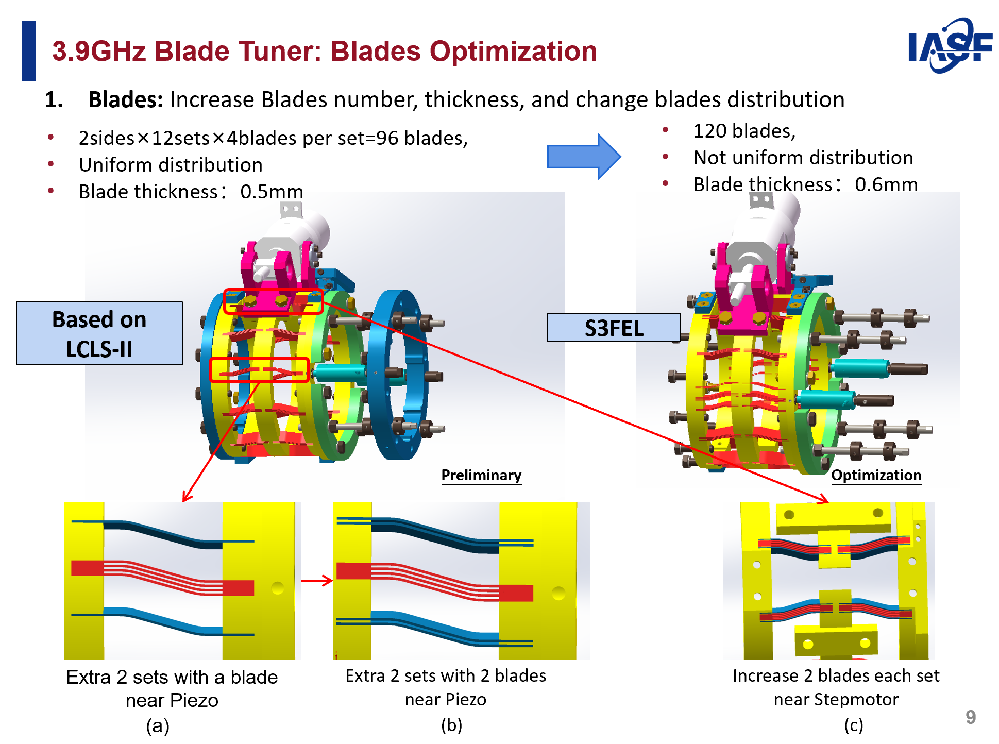 3.9GHz Blade Tuner: Blades Optimization
IASF
1. Blades: Increase Blades number, thickness, and change blades distribution
• 2sides×12sets×4blades per set=96 blades,
• Uniform distribution
• Blade thickness：0.5mm
• 120 blades,
• Not uniform distribution
• Blade thickness：0.6mm
Based on
LCLS-II
S3FEL
Preliminary
Optimization
Extra 2 sets with a blade
near Piezo
(a)
Extra 2 sets with 2 blades
near Piezo
(b)
Increase 2 blades each set
near Stepmotor
(c)
9